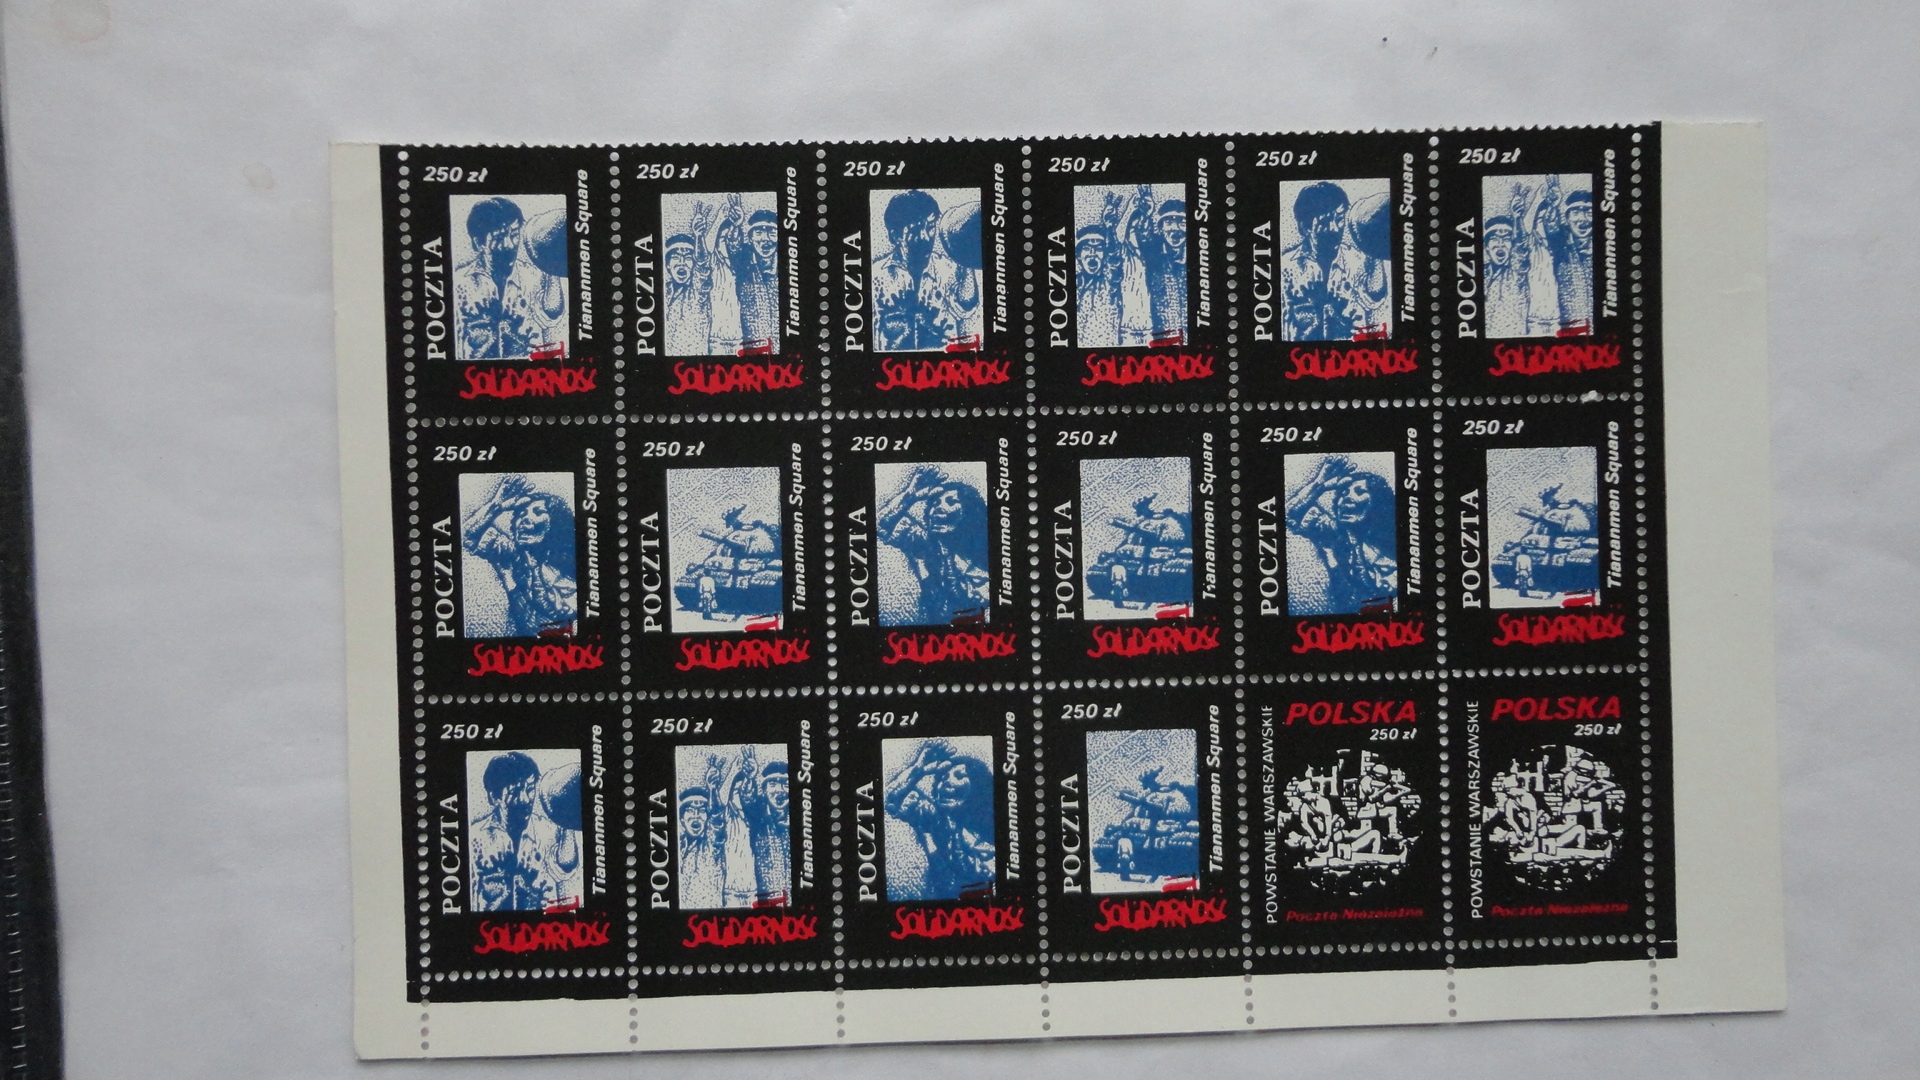 250 zł
POCZTA
Tiananmen Square
SOLIDARNOŚĆ
250 zł
POCZTA
Tiananmen Square
SOLIDARNOŚĆ
250 zł
POCZTA
Tiananmen Square
SOLIDARNOŚĆ
250 zł
POCZTA
Tiananmen Square
SOLIDARNOŚĆ
250 zł
POCZTA
Tiananmen Square
SOLIDARNOŚĆ
250 zł
POCZTA
Tiananmen Square
SOLIDARNOŚĆ
250 zł
POCZTA
Tiananmen Square
SOLIDARNOŚĆ
250 zł
POCZTA
Tiananmen Square
SOLIDARNOŚĆ
250 zł
POCZTA
Tiananmen Square
SOLIDARNOŚĆ
250 zł
POCZTA
Tiananmen Square
SOLIDARNOŚĆ
250 zł
POCZTA
Tiananmen Square
SOLIDARNOŚĆ
250 zł
POCZTA
Tiananmen Square
SOLIDARNOŚĆ
250 zł
POCZTA
Tiananmen Square
SOLIDARNOŚĆ
250 zł
POCZTA
Tiananmen Square
SOLIDARNOŚĆ
250 zł
POCZTA
Tiananmen Square
SOLIDARNOŚĆ
250 zł
POCZTA
Tiananmen Square
SOLIDARNOŚĆ
POLSKA
250 zł
POWSTANIE WARSZAWSKIE
Poczta Niezależna
POLSKA
250 zł
POWSTANIE WARSZAWSKIE
Poczta Niezależna